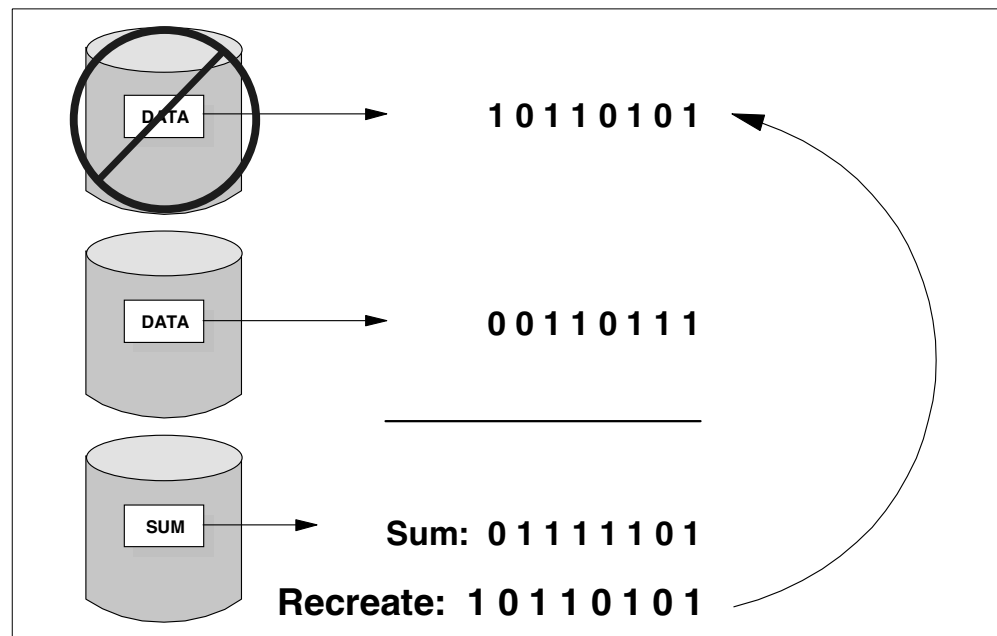 DATA
1 0 1 1 0 1 0 1
DATA
0 0 1 1 0 1 1 1
SUM
Sum: 0 1 1 1 1 1 0 1
Recreate: 1 0 1 1 0 1 0 1